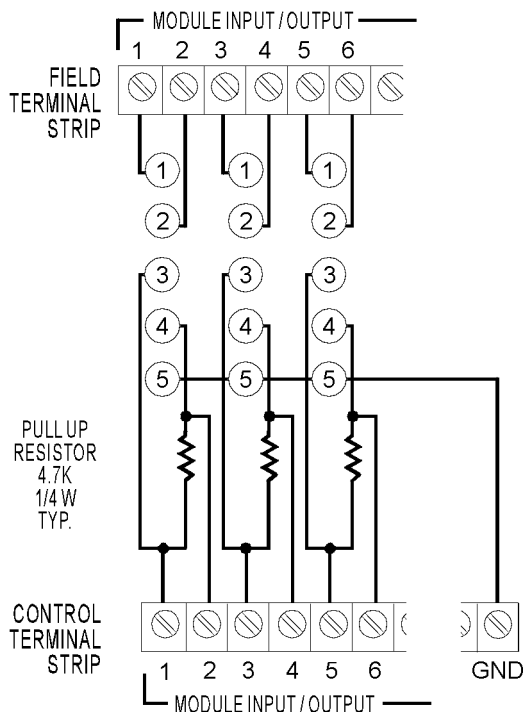 MODULE INPUT / OUTPUT
1 2 3 4 5 6
FIELD
TERMINAL
STRIP
1 1 1
2 2 2
3 3 3
4 4 4
5 5 5
PULL UP
RESISTOR
4.7K
1/4 W
TYP.
CONTROL
TERMINAL
STRIP
1 2 3 4 5 6 GND
MODULE INPUT / OUTPUT